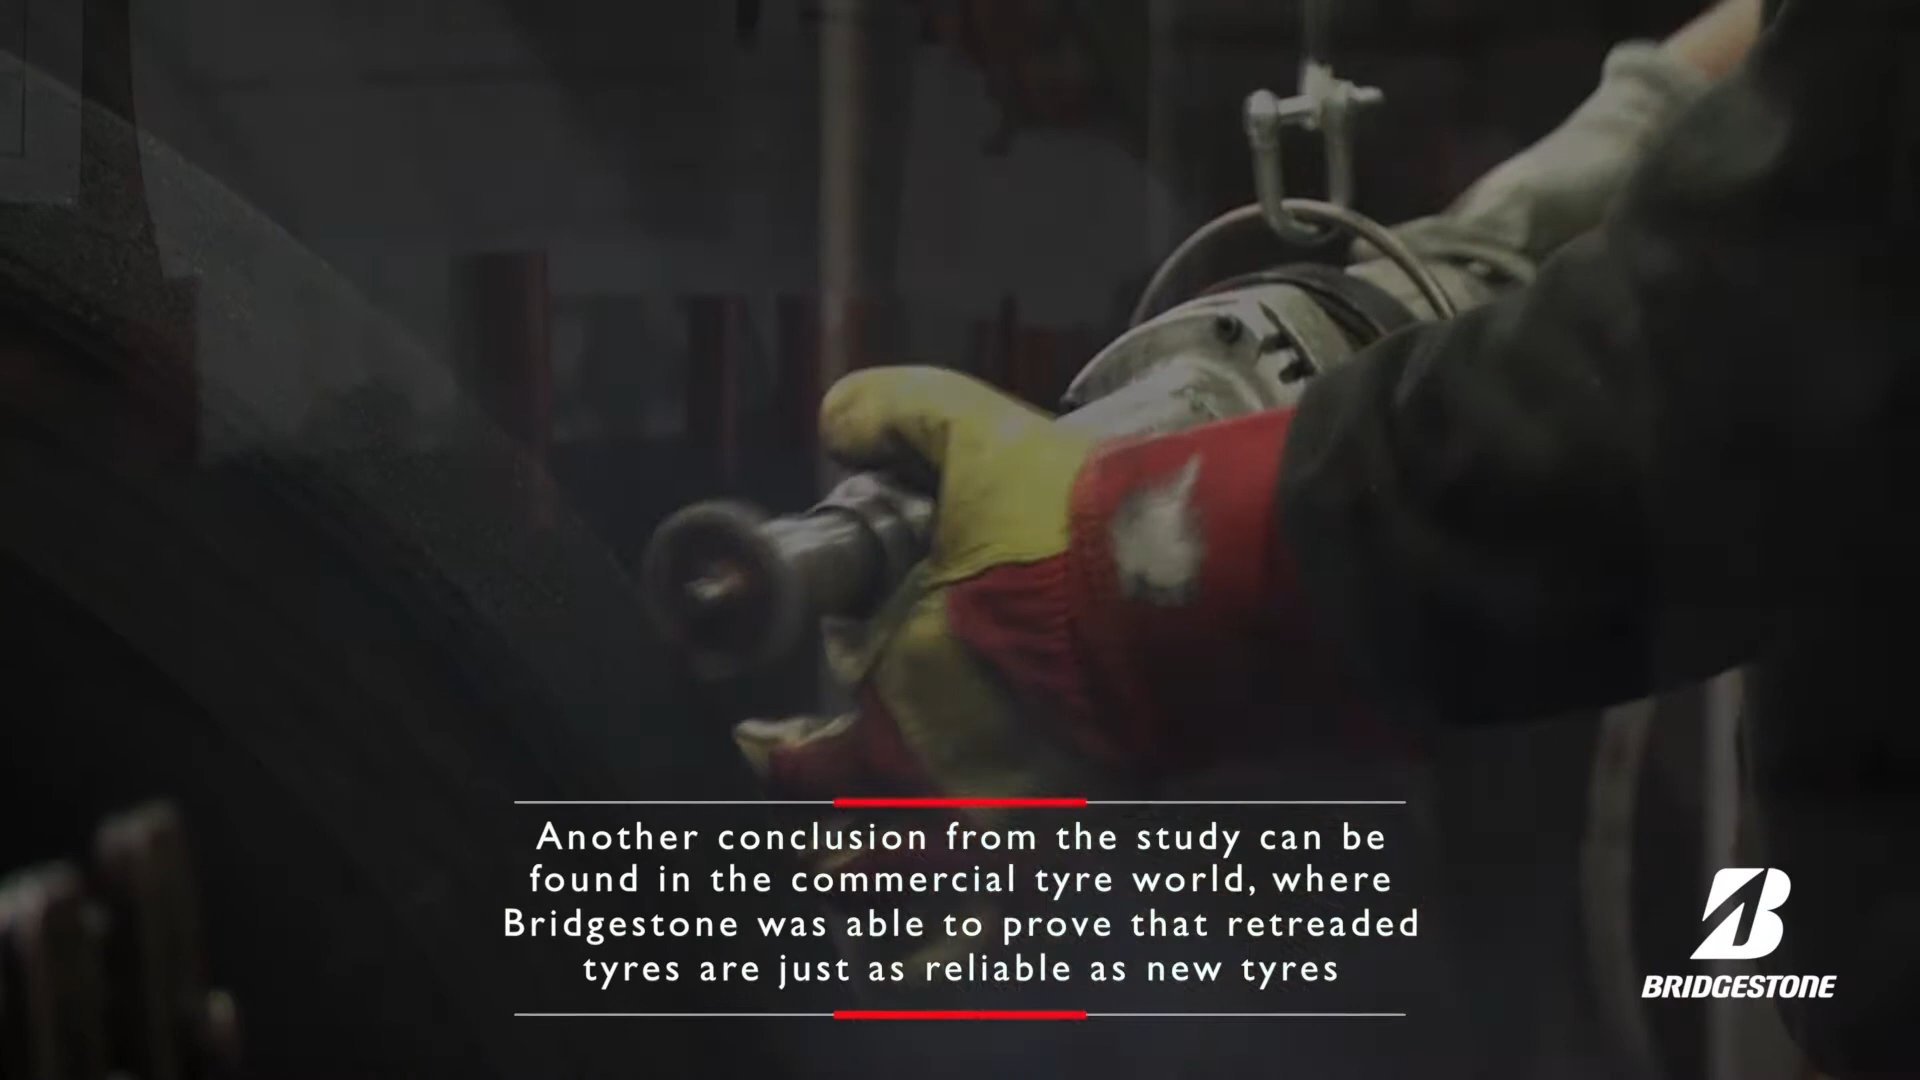 Another conclusion from the study can be
found in the commercial tyre world, where
Bridgestone was able to prove that retreaded
tyres are just as reliable as new tyres
BRIDGESTONE